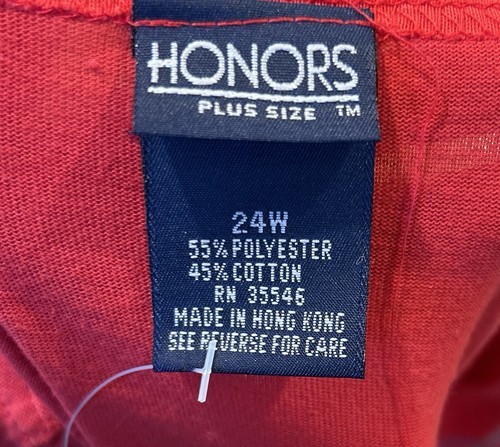 HONORS
PLUS SIZE ™
24W
55% POLYESTER
45% COTTON
RN 35546
MADE IN HONG KONG
SEE REVERSE FOR CARE